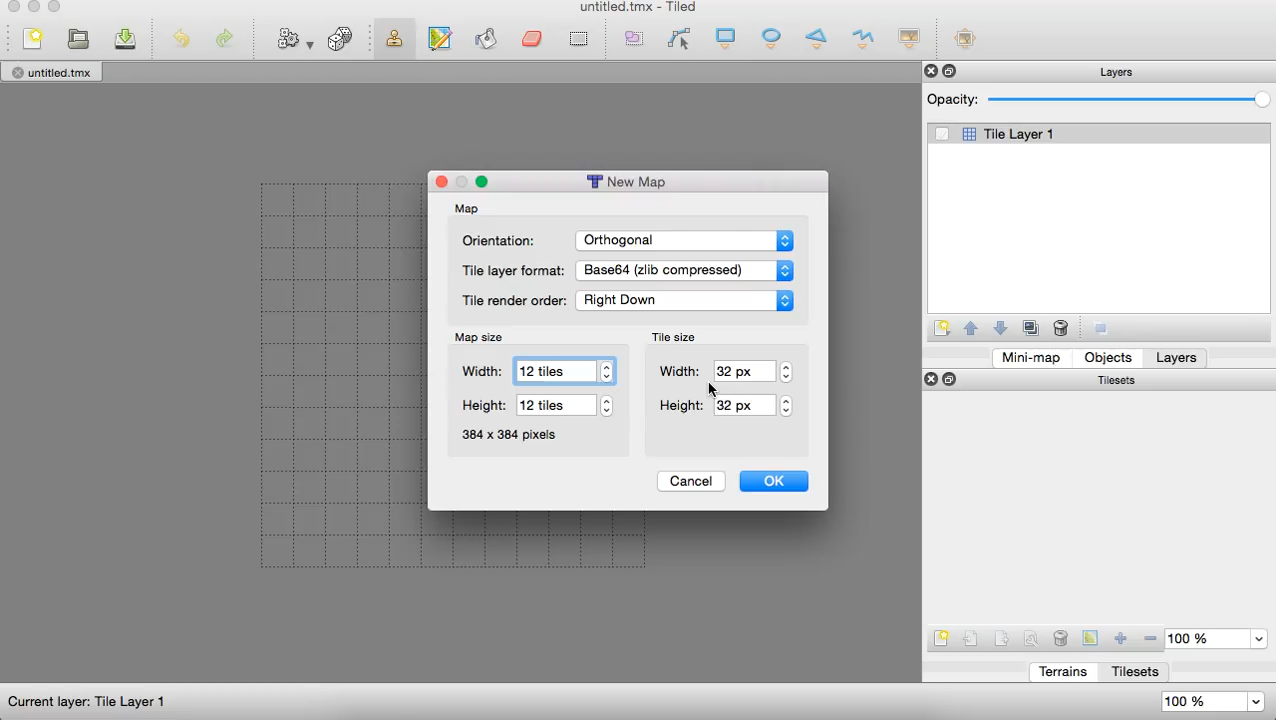 untitled.tmx - Tiled
untitled.tmx
Layers
Opacity:
Tile Layer 1
New Map
Map
Orientation: Orthogonal
Tile layer format: Base64 (zlib compressed)
Tile render order: Right Down
Map size
Width: 12 tiles
Height: 12 tiles
384 x 384 pixels
Tile size
Width: 32 px
Height: 32 px
Cancel
OK
Mini-map
Objects
Layers
Tilesets
100 %
Terrains
Tilesets
Current layer: Tile Layer 1
100 %